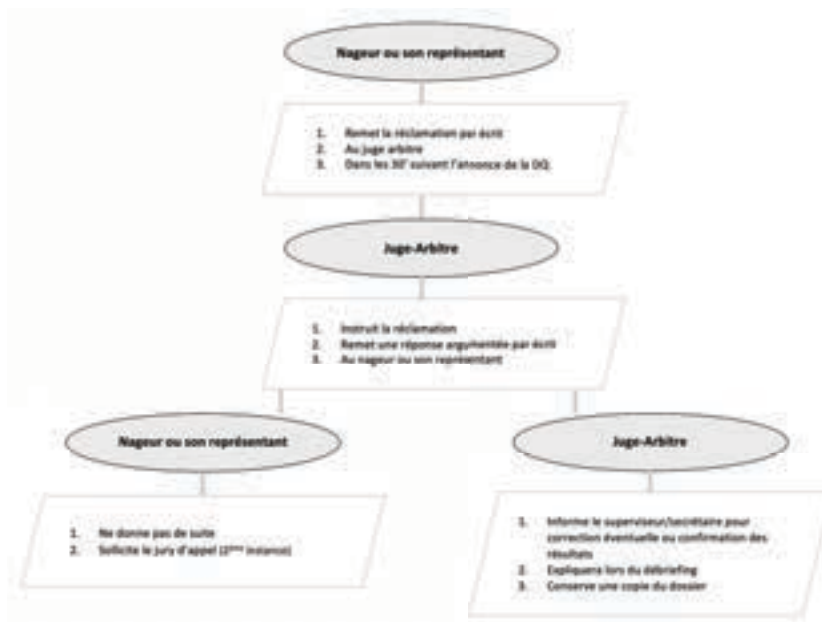 Nageur ou son représentant
1. Remet la réclamation par écrit
2. Au juge arbitre
3. Dans les 30' suivant l'annonce de la DQ
Juge-Arbitre
1. Instruit la réclamation
2. Remet une réponse argumentée par écrit
3. Au nageur ou son représentant
Nageur ou son représentant
1. Ne donne pas de suite
2. Sollicite le jury d'appel (2ème instance)
Juge-Arbitre
1. Informe le superviseur/secrétaire pour
correction éventuelle ou confirmation des
résultats
2. Expliquera lors du débriefing
3. Conserve une copie du dossier